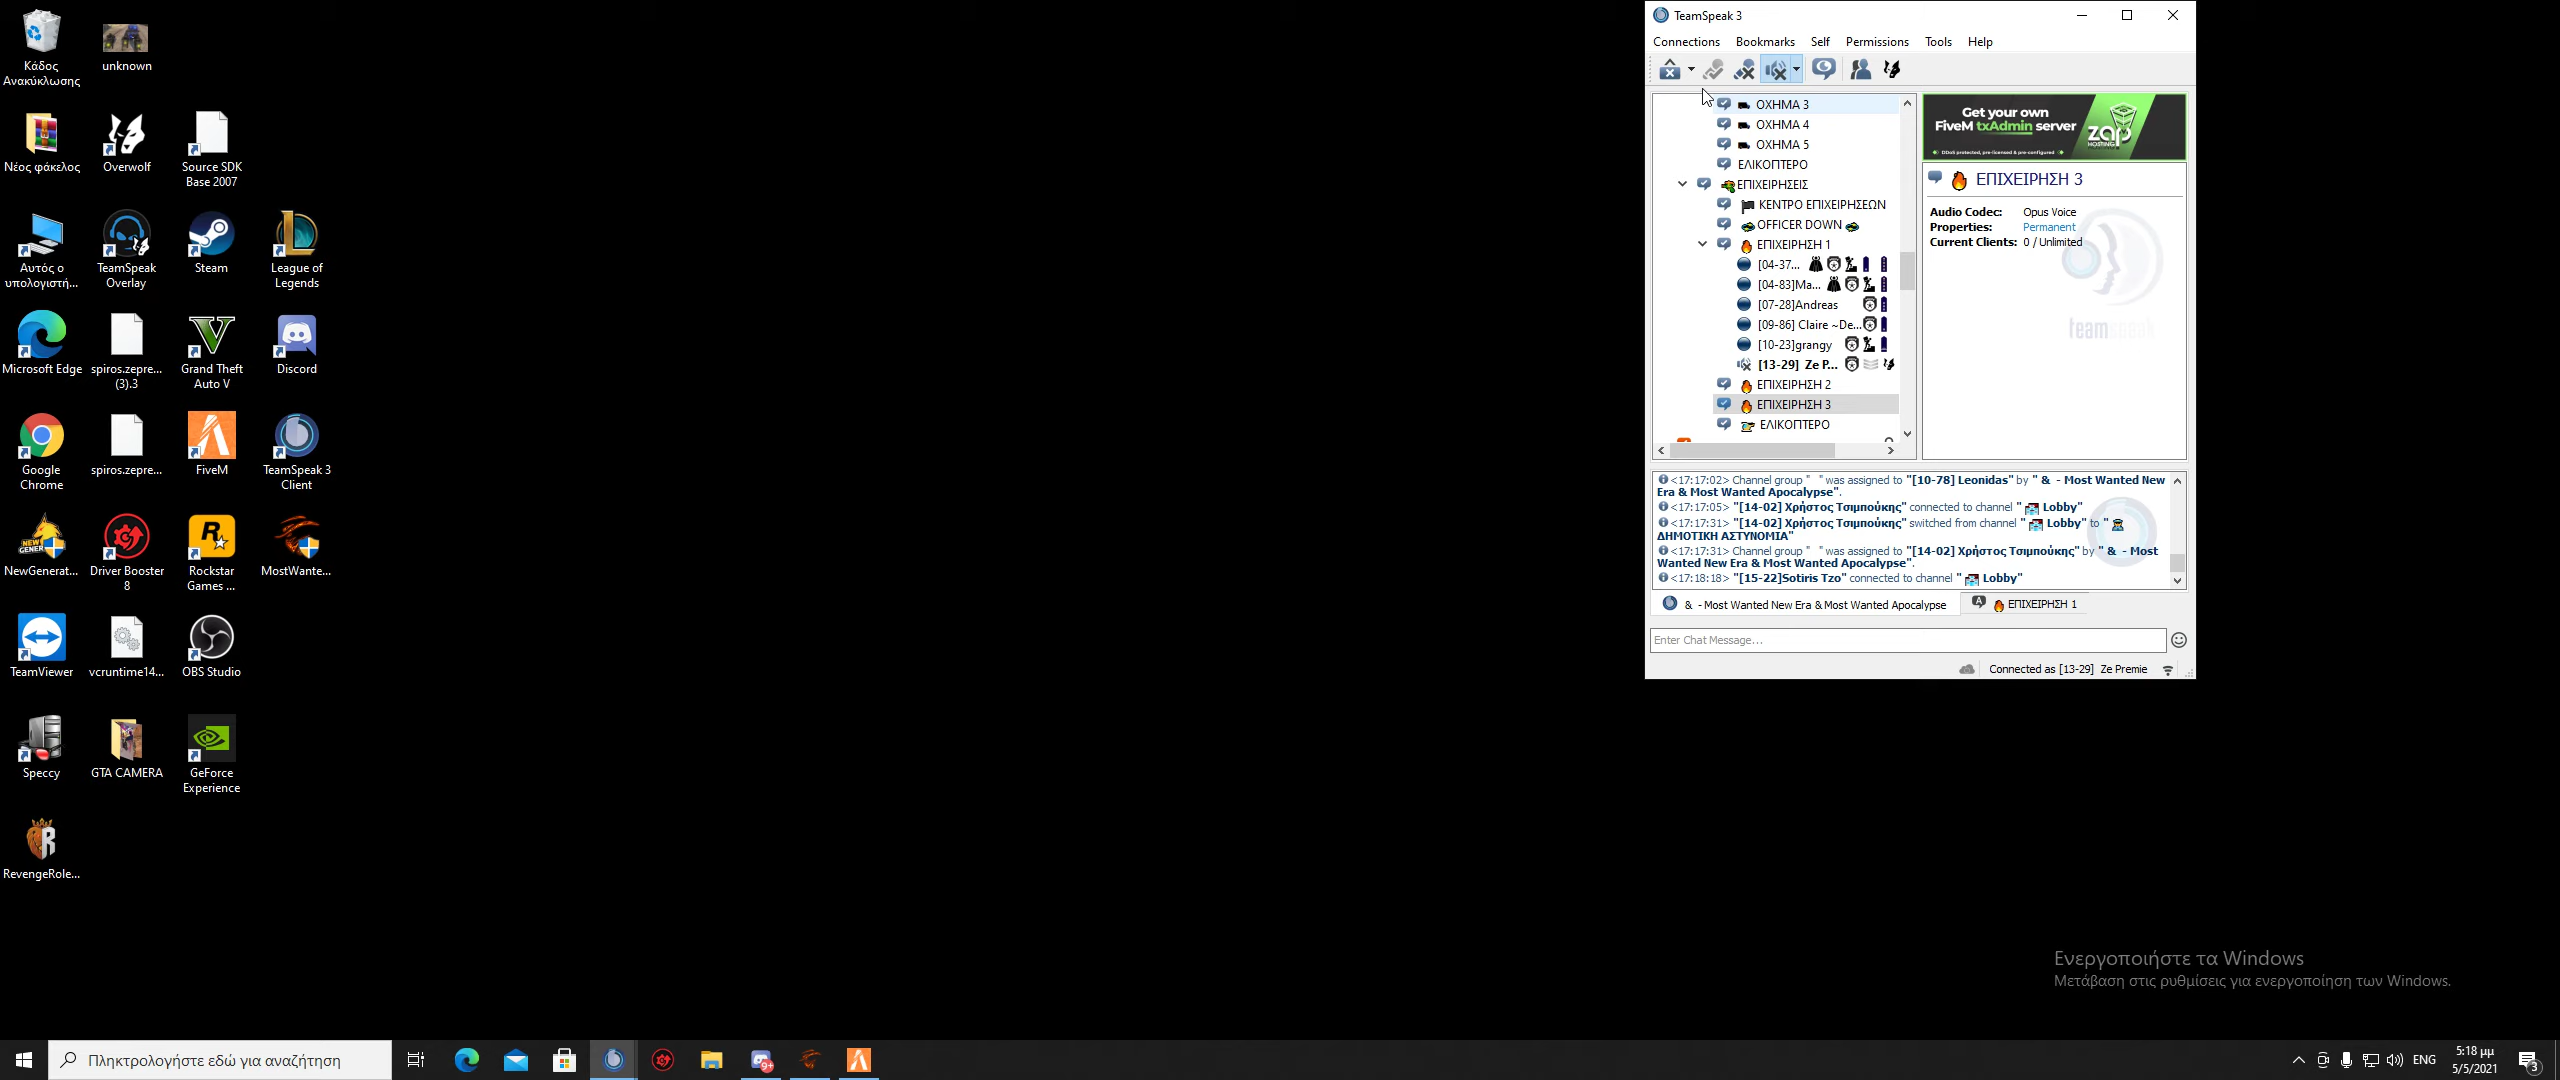 Κάδος
Ανακύκλωσης
unknown
Νέος φάκελος
Overwolf
Source SDK
Base 2007
Αυτός ο
υπολογιστή...
TeamSpeak
Overlay
Steam
League of
Legends
Microsoft Edge
spiros.zepre...
(3).3
Grand Theft
Auto V
Discord
Google
Chrome
spiros.zepre...
FiveM
TeamSpeak 3
Client
NewGenerat...
Driver Booster
8
Rockstar
Games ...
MostWante...
TeamViewer
vcruntime14...
OBS Studio
Speccy
GTA CAMERA
GeForce
Experience
RevengeRole...
TeamSpeak 3
Connections Bookmarks Self Permissions Tools Help
ΟΧΗΜΑ 3
ΟΧΗΜΑ 4
ΟΧΗΜΑ 5
ΕΛΙΚΟΠΤΕΡΟ
ΕΠΙΧΕΙΡΗΣΕΙΣ
ΚΕΝΤΡΟ ΕΠΙΧΕΙΡΗΣΕΩΝ
OFFICER DOWN
ΕΠΙΧΕΙΡΗΣΗ 1
[04-37...
[04-83]Ma...
[07-28]Andreas
[09-86] Claire ~De...
[10-23]grangy
[13-29] Ze P...
ΕΠΙΧΕΙΡΗΣΗ 2
ΕΠΙΧΕΙΡΗΣΗ 3
ΕΛΙΚΟΠΤΕΡΟ
Get your own
FiveM txAdmin server
zap
HOSTING
DDoS protected, pre-licensed & pre-configured
ΕΠΙΧΕΙΡΗΣΗ 3
Audio Codec: Opus Voice
Properties: Permanent
Current Clients: 0 / Unlimited
teamspeak
<17:17:02> Channel group " " was assigned to "[10-78] Leonidas" by " & - Most Wanted New
Era & Most Wanted Apocalypse".
<17:17:05> "[14-02] Χρήστος Τσιμπούκης" connected to channel " Lobby"
<17:17:31> "[14-02] Χρήστος Τσιμπούκης" switched from channel " Lobby" to "
ΔΗΜΟΤΙΚΗ ΑΣΤΥΝΟΜΙΑ"
<17:17:31> Channel group " " was assigned to "[14-02] Χρήστος Τσιμπούκης" by " & - Most
Wanted New Era & Most Wanted Apocalypse".
<17:18:18> "[15-22]Sotiris Tzo" connected to channel " Lobby"
& - Most Wanted New Era & Most Wanted Apocalypse
ΕΠΙΧΕΙΡΗΣΗ 1
Enter Chat Message...
Connected as [13-29] Ze Premie
Ενεργοποιήστε τα Windows
Μετάβαση στις ρυθμίσεις για ενεργοποίηση των Windows.
Πληκτρολογήστε εδώ για αναζήτηση
9+
ENG
5:18 μμ
5/5/2021
3